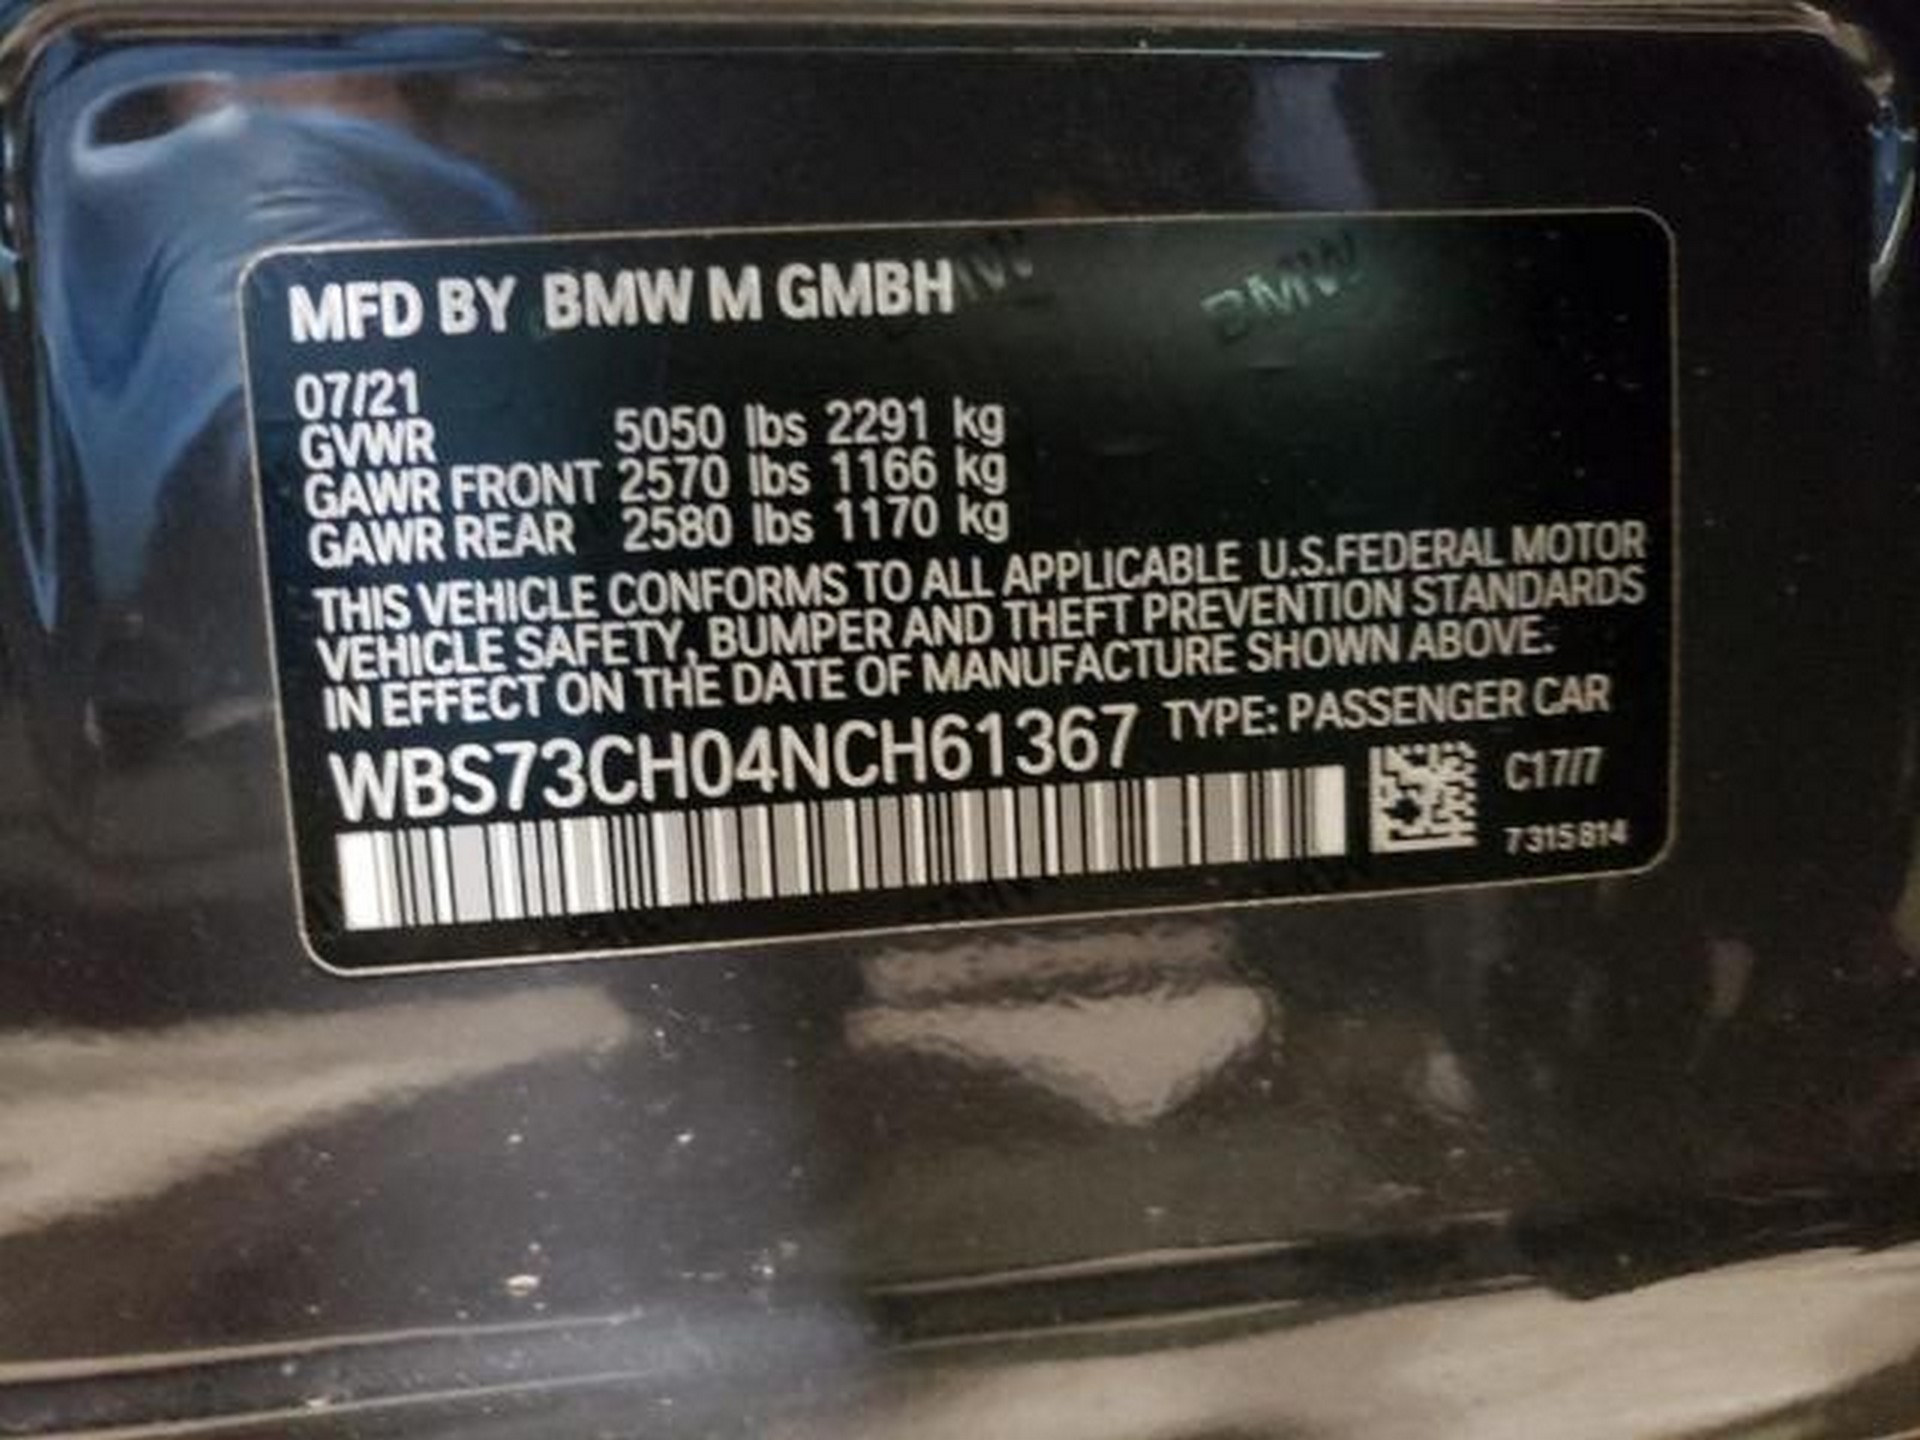 MFD BY BMW M GMBH
BMW
07/21
GVWR 5050 lbs 2291 kg
GAWR FRONT 2570 lbs 1166 kg
GAWR REAR 2580 lbs 1170 kg
THIS VEHICLE CONFORMS TO ALL APPLICABLE U.S.FEDERAL MOTOR
VEHICLE SAFETY, BUMPER AND THEFT PREVENTION STANDARDS
IN EFFECT ON THE DATE OF MANUFACTURE SHOWN ABOVE.
WBS73CH04NCH61367 TYPE: PASSENGER CAR
C17/7
7315814